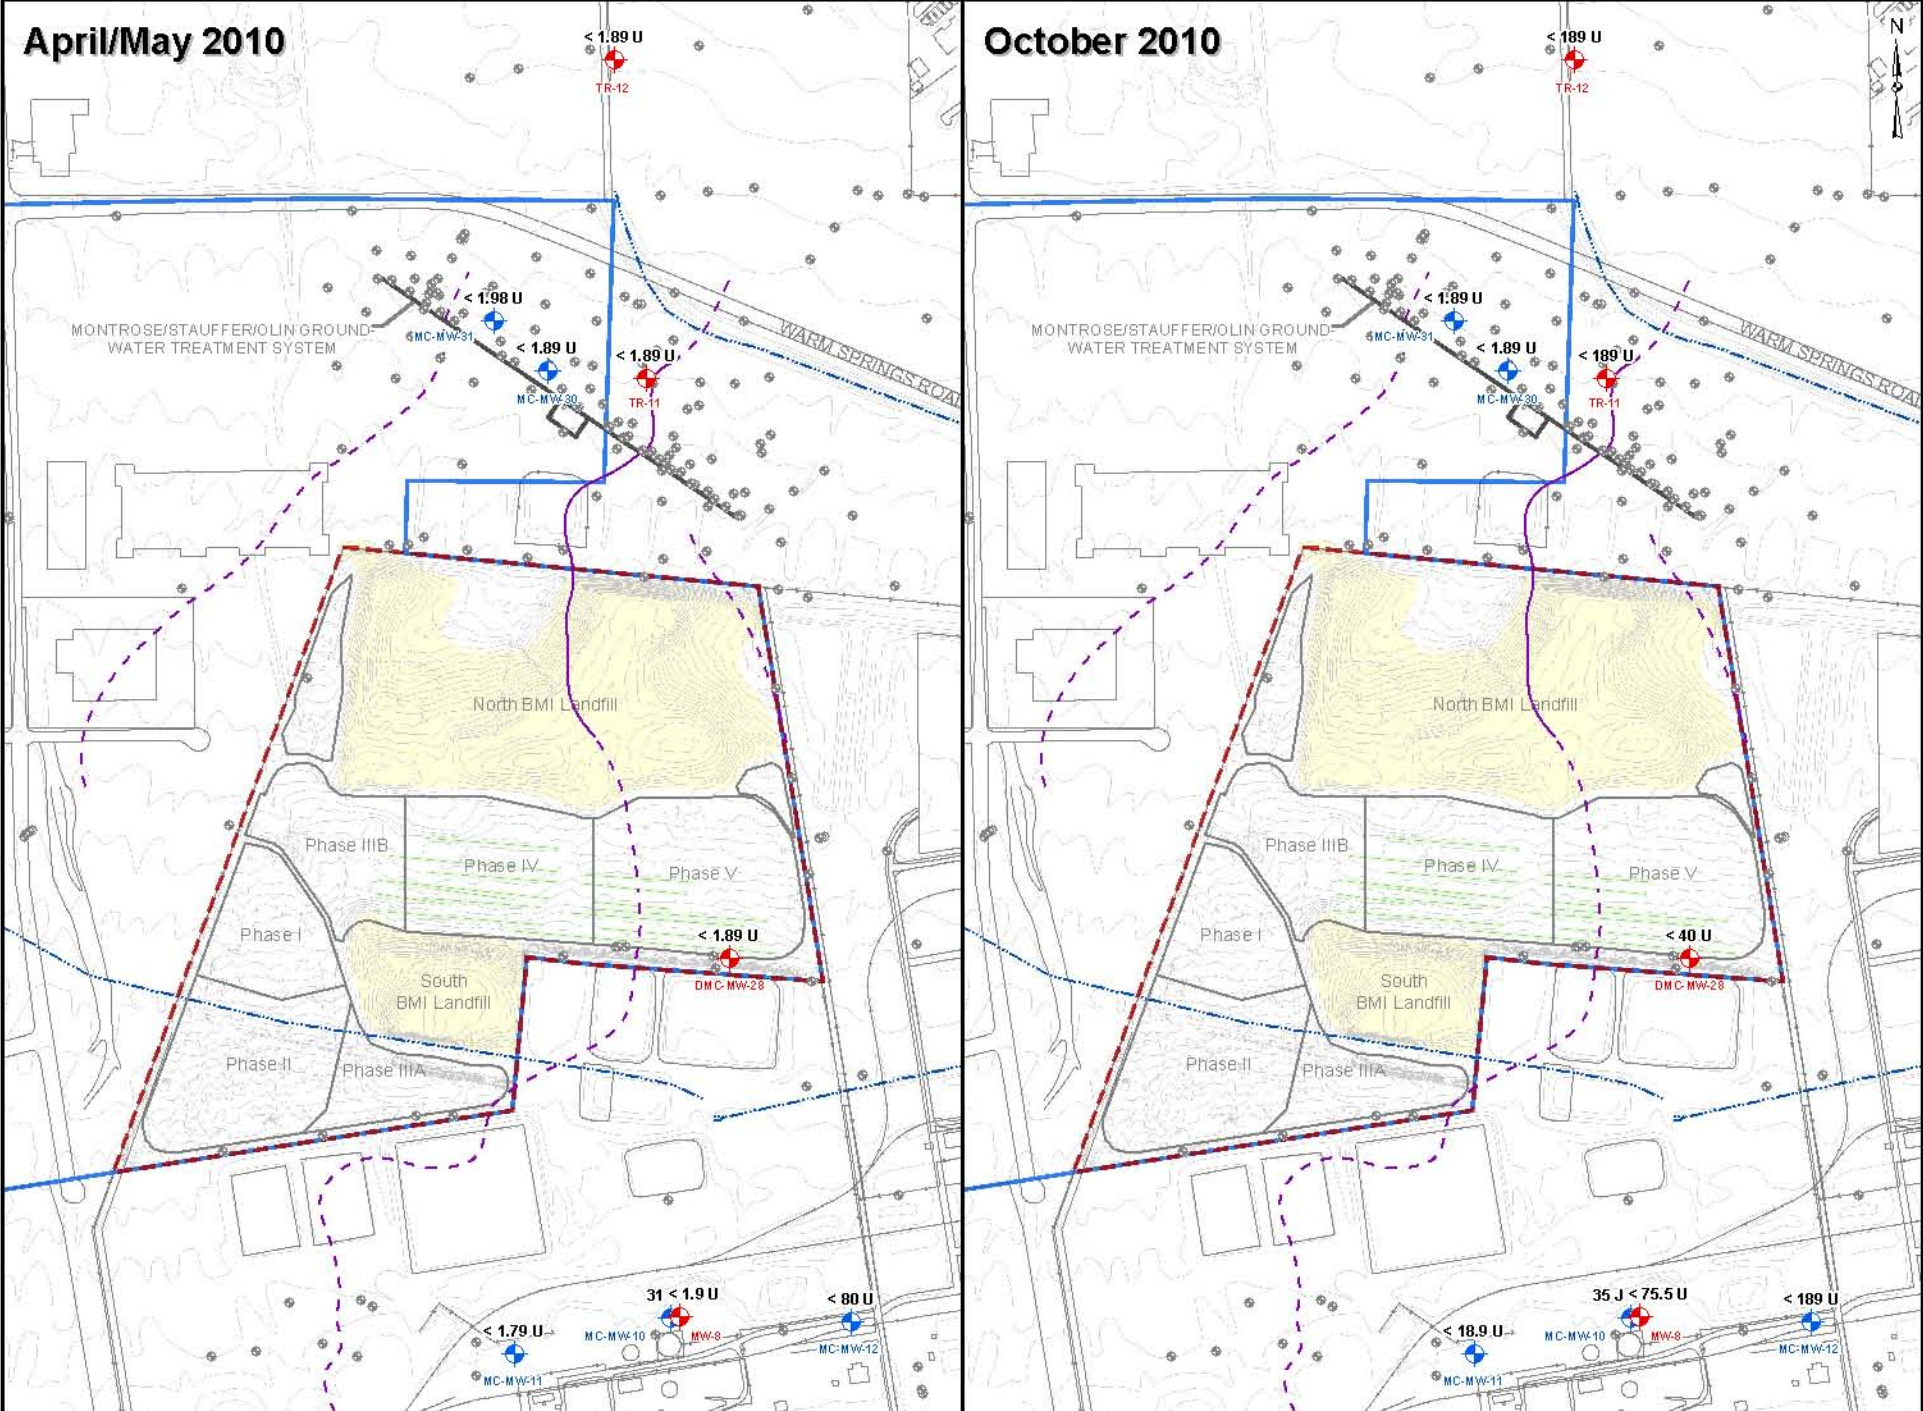 April/May 2010
< 1.89 U
TR-12
< 1.98 U
MC-MW-31
MONTROSE/STAUFFER/OLIN GROUND-
WATER TREATMENT SYSTEM
< 1.89 U
MC-MW-30
< 1.89 U
TR-11
WARM SPRINGS ROAD
North BMI Landfill
Phase IIIB
Phase IV
Phase V
Phase I
< 1.89 U
DMC-MW-28
South
BMI Landfill
Phase II
Phase IIIA
31 < 1.9 U
MC-MW-10
MW-8
< 80 U
MC-MW-12
< 1.79 U
MC-MW-11
October 2010
N
< 189 U
TR-12
< 1.89 U
MC-MW-31
MONTROSE/STAUFFER/OLIN GROUND-
WATER TREATMENT SYSTEM
< 1.89 U
MC-MW-30
< 189 U
TR-11
WARM SPRINGS ROAD
North BMI Landfill
Phase IIIB
Phase IV
Phase V
Phase I
< 40 U
DMC-MW-28
South
BMI Landfill
Phase II
Phase IIIA
35 J < 75.5 U
MC-MW-10
MW-8
< 189 U
MC-MW-12
< 18.9 U
MC-MW-11